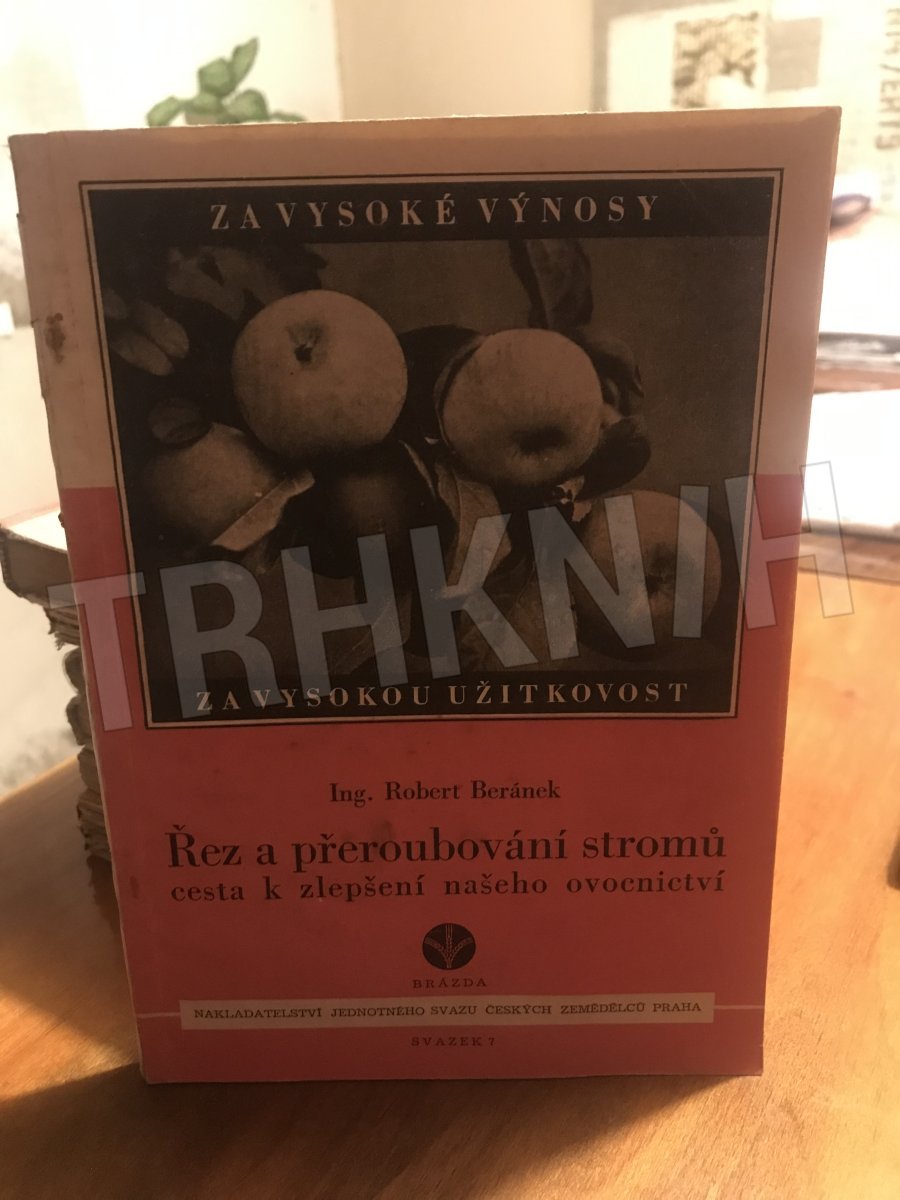 ZA VYSOKÉ VÝNOSY
TRHKNIH
ZA VYSOKOU UŽITKOVOST
Ing. Robert Beránek
Řez a přeroubování stromů
cesta k zlepšení našeho ovocnictví
BRÁZDA
NAKLADATELSTVÍ JEDNOTNÉHO SVAZU ČESKÝCH ZEMĚDĚLCŮ PRAHA
SVAZEK 7